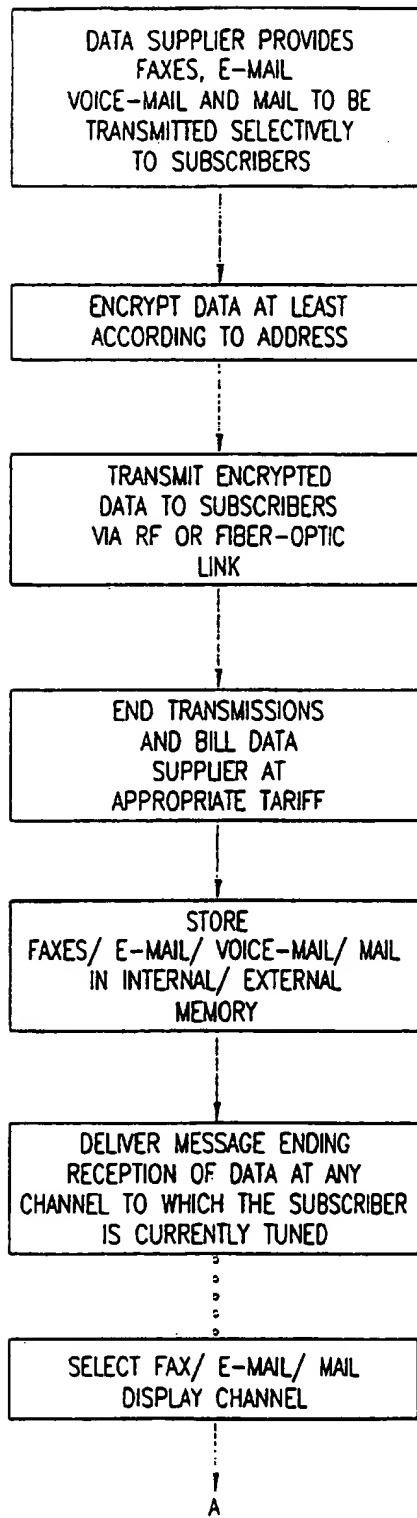 DATA SUPPLIER PROVIDES
FAXES, E-MAIL
VOICE-MAIL AND MAIL TO BE
TRANSMITTED SELECTIVELY
TO SUBSCRIBERS
ENCRYPT DATA AT LEAST
ACCORDING TO ADDRESS
TRANSMIT ENCRYPTED
DATA TO SUBSCRIBERS
VIA RF OR FIBER-OPTIC
LINK
END TRANSMISSIONS
AND BILL DATA
SUPPLIER AT
APPROPRIATE TARIFF
STORE
FAXES/ E-MAIL/ VOICE-MAIL/ MAIL
IN INTERNAL/ EXTERNAL
MEMORY
DELIVER MESSAGE ENDING
RECEPTION OF DATA AT ANY
CHANNEL TO WHICH THE SUBSCRIBER
IS CURRENTLY TUNED
SELECT FAX/ E-MAIL/ MAIL
DISPLAY CHANNEL
A